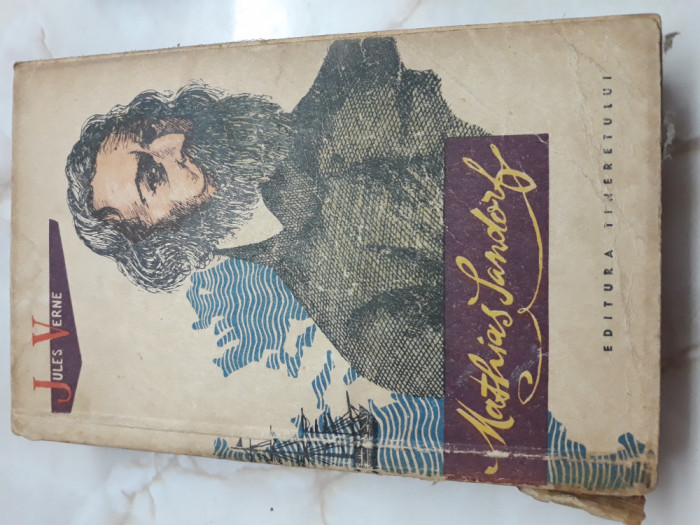 JULES VERNE
Mathias Sandorf
EDITURA TINERETULUI